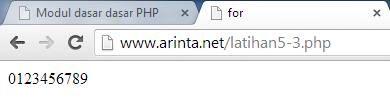 Modul dasar dasar PHP
for
www.arinta.net/latihan5-3.php
0123456789